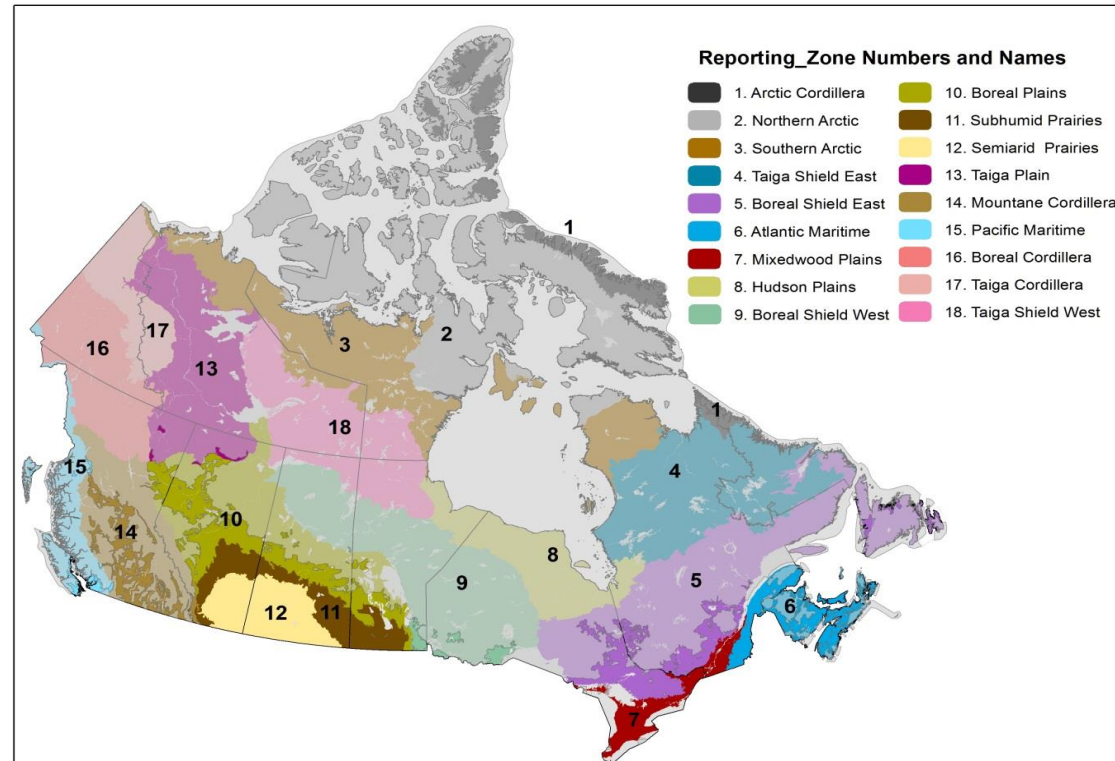 Reporting_Zone Numbers and Names
1. Arctic Cordillera
2. Northern Arctic
3. Southern Arctic
4. Taiga Shield East
5. Boreal Shield East
6. Atlantic Maritime
7. Mixedwood Plains
8. Hudson Plains
9. Boreal Shield West
10. Boreal Plains
11. Subhumid Prairies
12. Semiarid Prairies
13. Taiga Plain
14. Mountane Cordillera
15. Pacific Maritime
16. Boreal Cordillera
17. Taiga Cordillera
18. Taiga Shield West
1
2
17
3
16
13
1
18
15
4
10
14
8
9
5
6
12
11
7